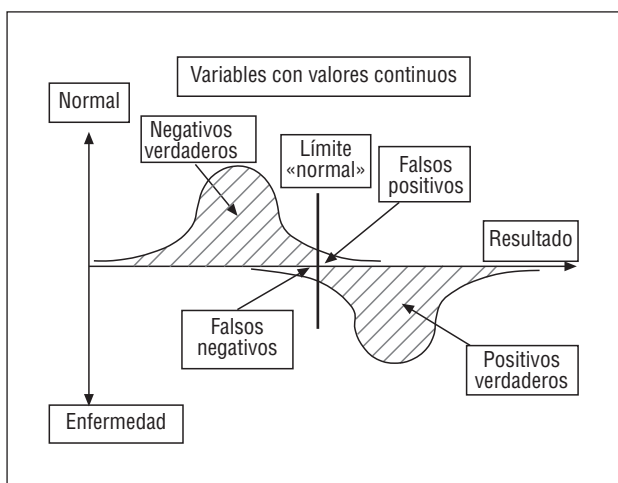 Variables con valores continuos
Normal
Negativos
verdaderos
Límite
«normal»
Falsos
positivos
Resultado
Falsos
negativos
Positivos
verdaderos
Enfermedad